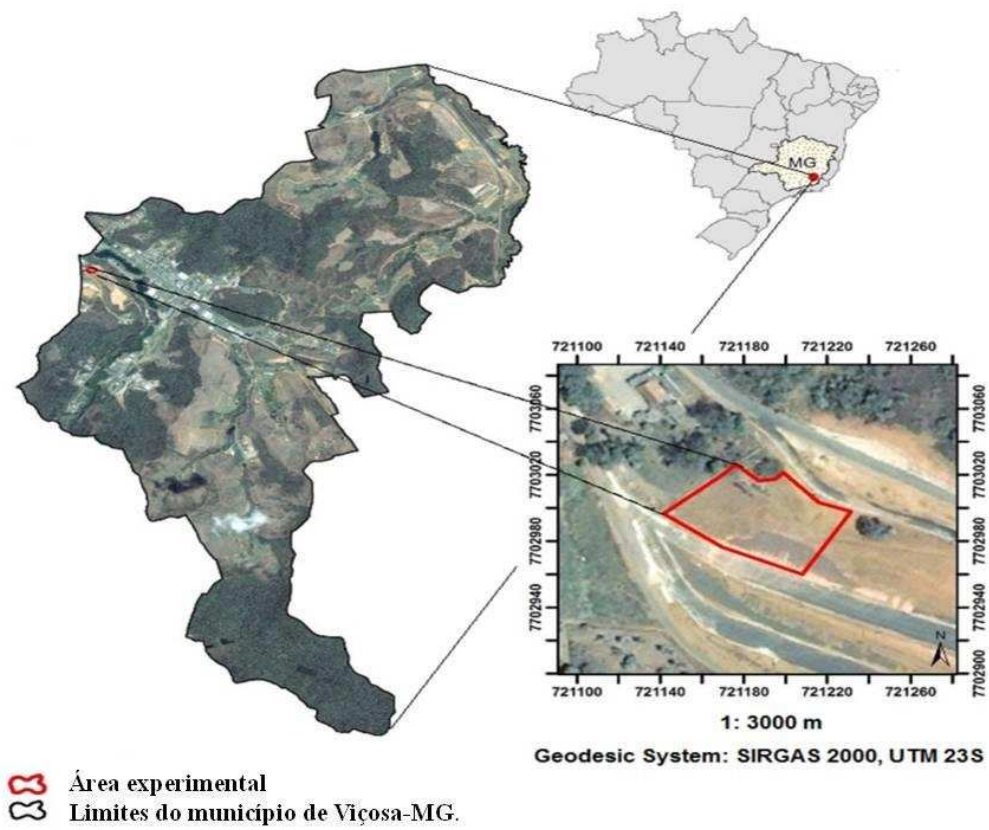 MG
721100 721140 721180 721220 721260
7703060
7703020
7702980
7702940
7702900
7703060
7703020
7702980
7702940
7702900
N
721100 721140 721180 721220 721260
1: 3000 m
Geodesic System: SIRGAS 2000, UTM 23S
Área experimental
Limites do município de Viçosa-MG.